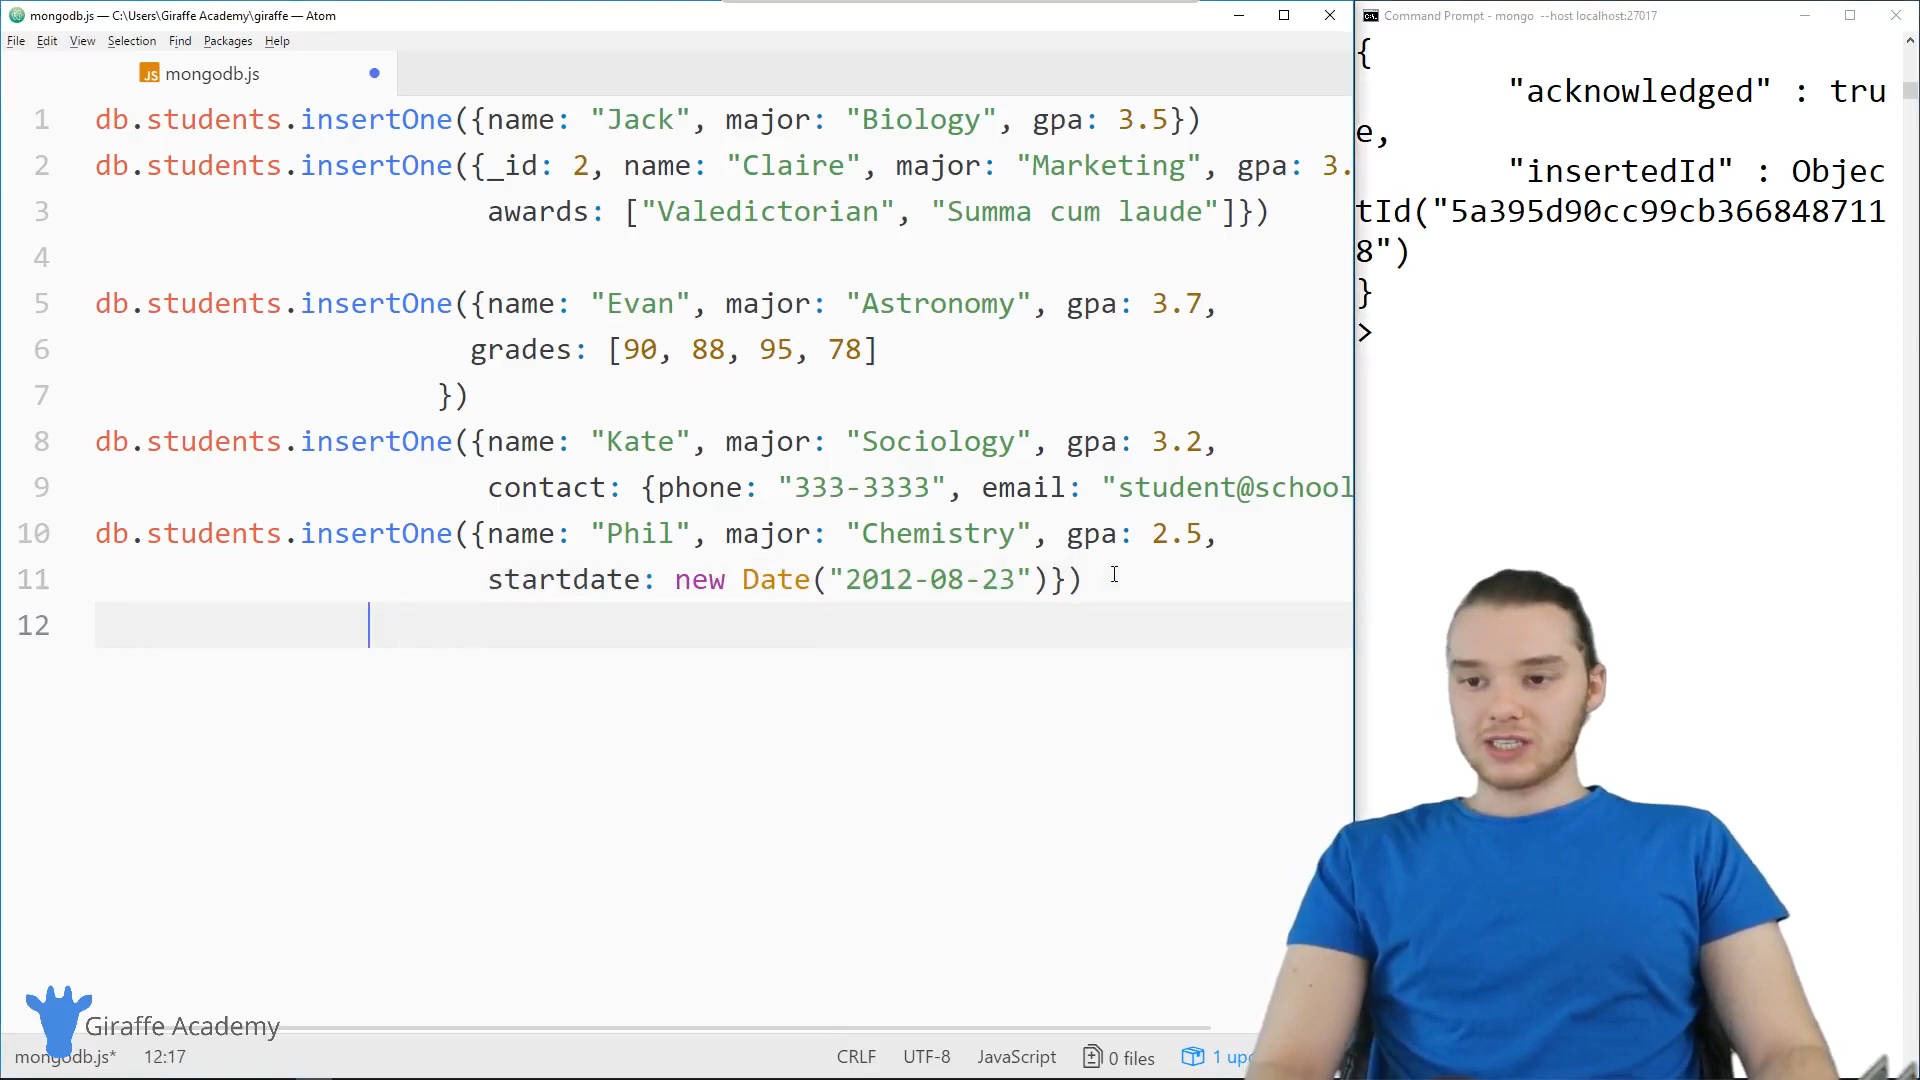 mongodb.js — C:\Users\Giraffe Academy\giraffe — Atom
File Edit View Selection Find Packages Help
mongodb.js
1 db.students.insertOne({name: "Jack", major: "Biology", gpa: 3.5})
2 db.students.insertOne({_id: 2, name: "Claire", major: "Marketing", gpa: 3.
3 awards: ["Valedictorian", "Summa cum laude"]})
4
5 db.students.insertOne({name: "Evan", major: "Astronomy", gpa: 3.7,
6 grades: [90, 88, 95, 78]
7 })
8 db.students.insertOne({name: "Kate", major: "Sociology", gpa: 3.2,
9 contact: {phone: "333-3333", email: "student@school
10 db.students.insertOne({name: "Phil", major: "Chemistry", gpa: 2.5,
11 startdate: new Date("2012-08-23")})
12
Giraffe Academy
mongodb.js* 12:17 CRLF UTF-8 JavaScript 0 files 1 upd
Command Prompt - mongo --host localhost:27017
{
"acknowledged" : tru
e,
"insertedId" : Objec
tId("5a395d90cc99cb366848711
8")
}
>